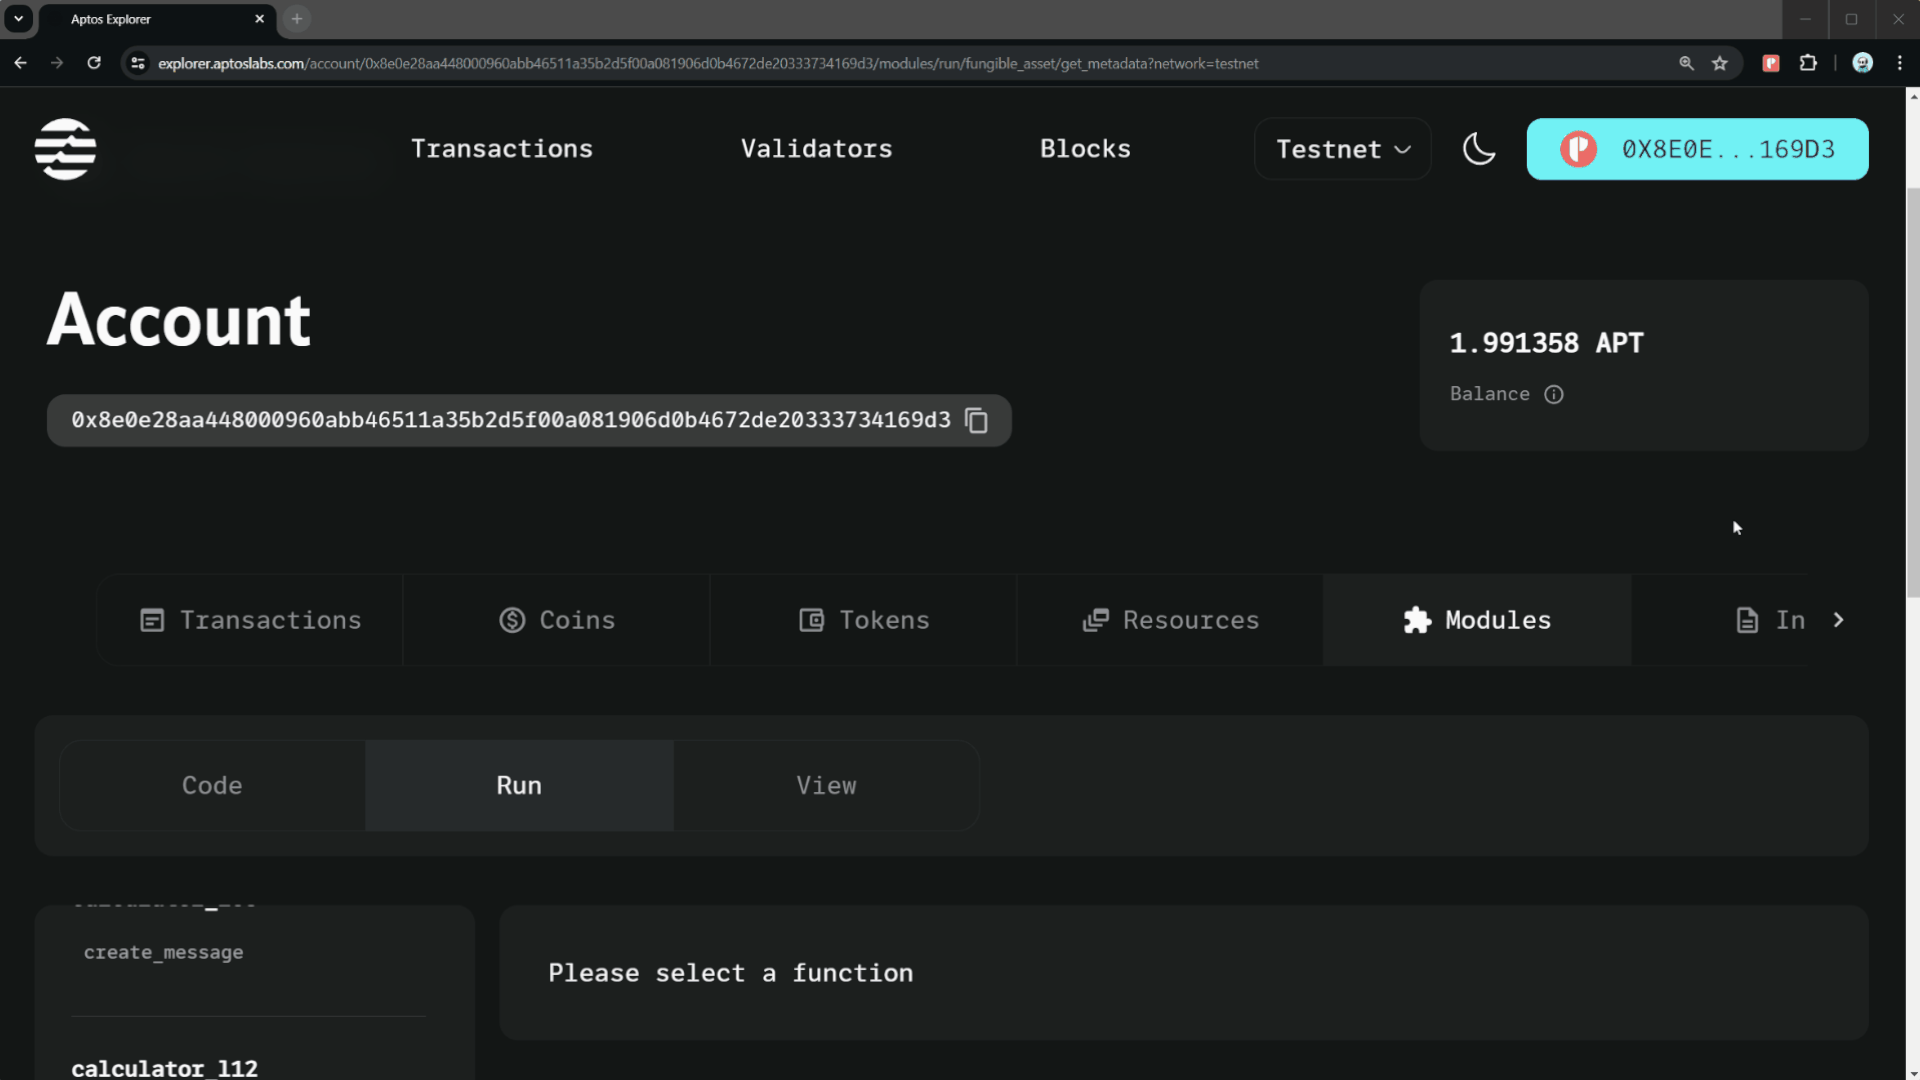 Aptos Explorer
explorer.aptoslabs.com/account/0x8e0e28aa448000960abb46511a35b2d5f00a081906d0b4672de20333734169d3/modules/run/fungible_asset/get_metadata?network=testnet
Transactions Validators Blocks Testnet 0X8E0E...169D3
Account
1.991358 APT
Balance
0x8e0e28aa448000960abb46511a35b2d5f00a081906d0b4672de20333734169d3
Transactions Coins Tokens Resources Modules In
Code Run View
create_message
Please select a function
calculator_l12